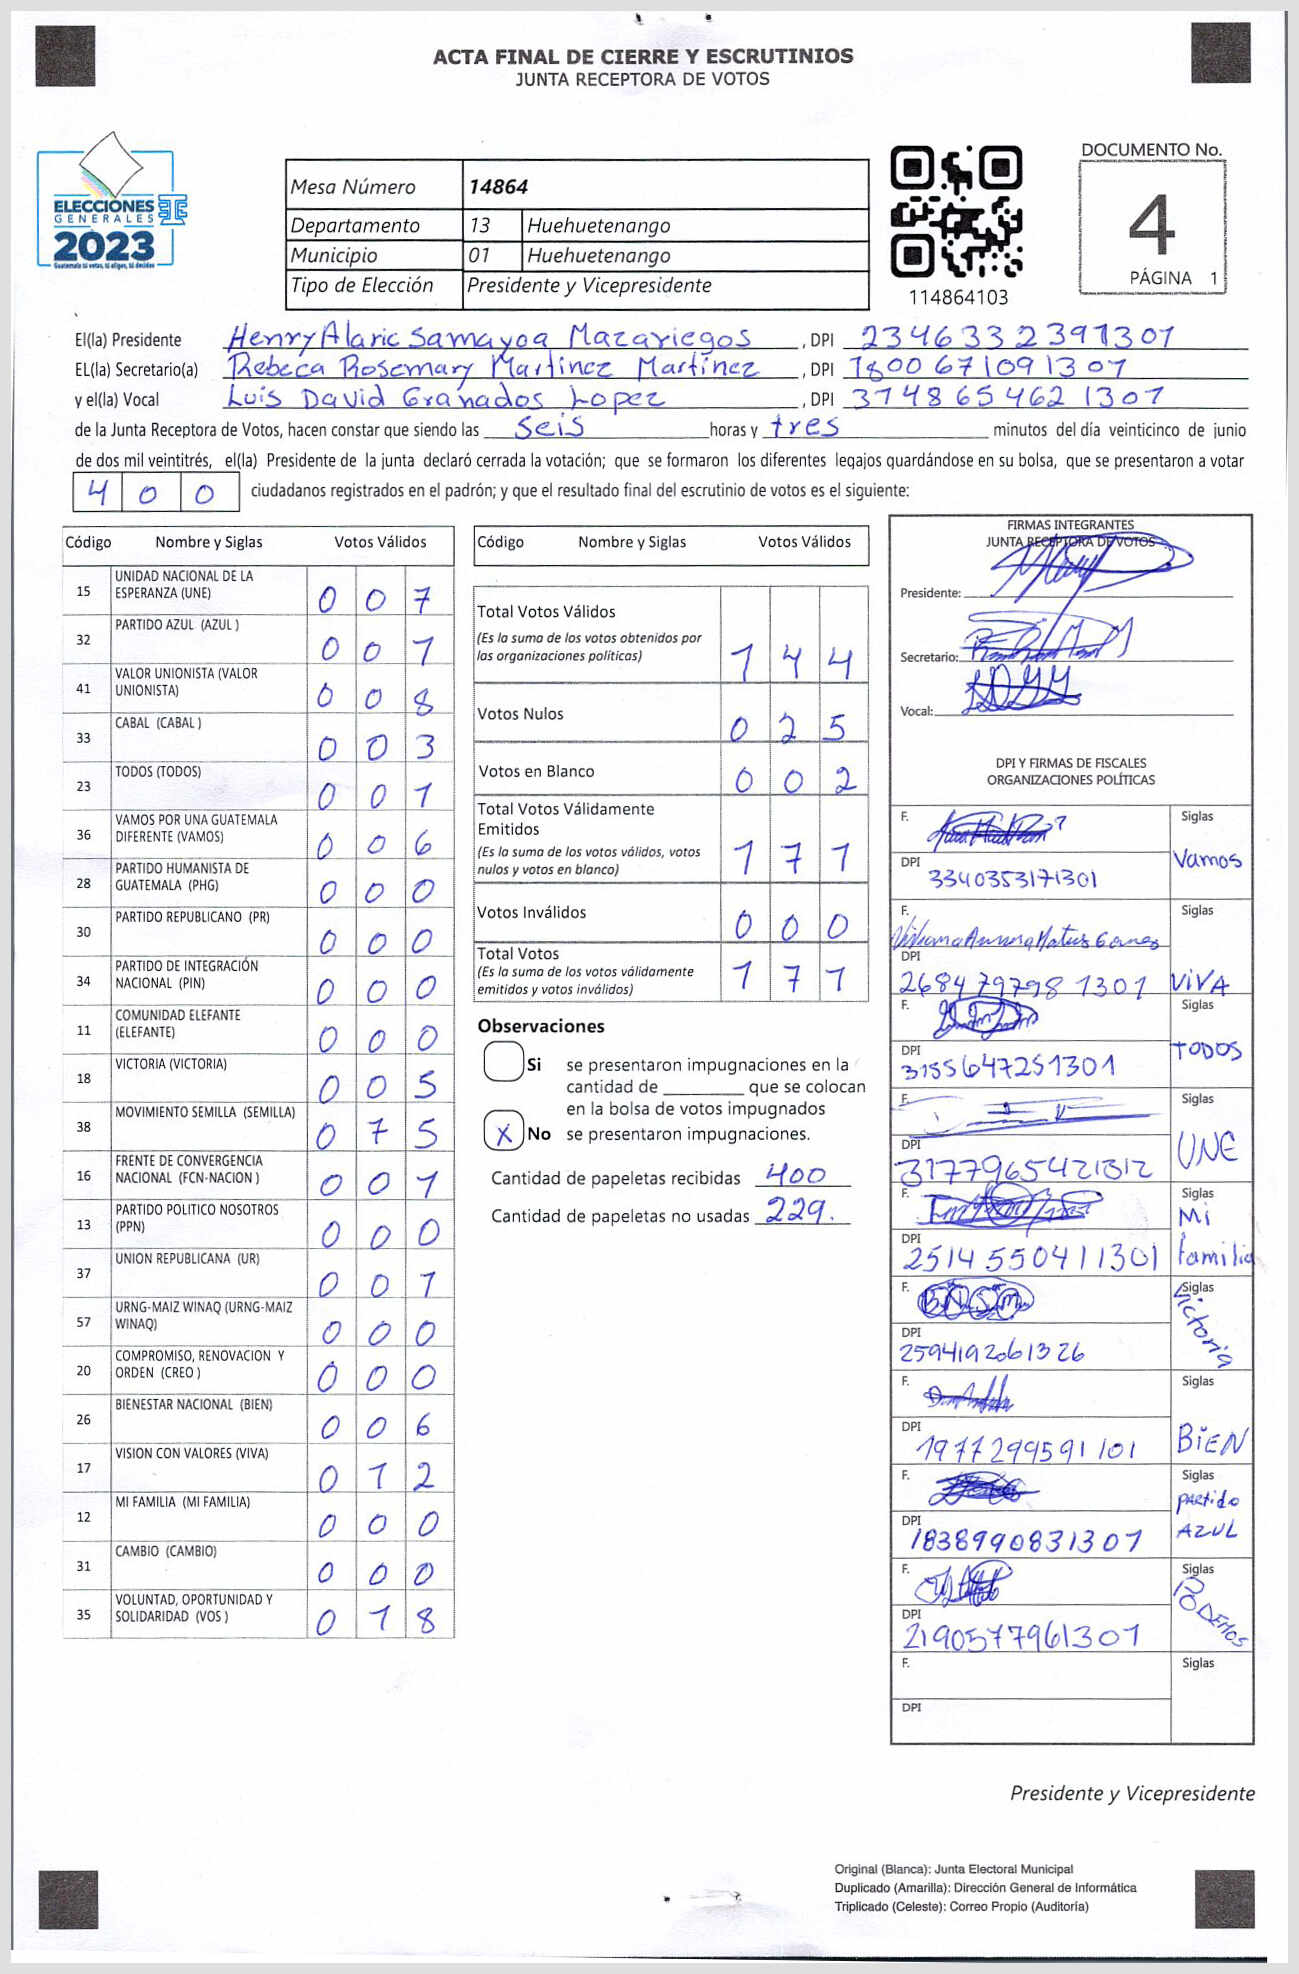 ACTA FINAL DE CIERRE Y ESCRUTINIOS
JUNTA RECEPTORA DE VOTOS
ELECCIONES
GENERALES
2023
Guatemala tú votas, tú eliges, tú decides
Mesa Número 14864
Departamento 13 Huehuetenango
Municipio 01 Huehuetenango
Tipo de Elección Presidente y Vicepresidente
114864103
DOCUMENTO No.
4
PÁGINA 1
El(la) Presidente Henry Alaric Samayoa Mazariegos, DPI 2346332391301
EL(la) Secretario(a) Rebeca Rosemary Martinez Martínez, DPI 1800671091301
y el(la) Vocal Luis David Granados Lopez, DPI 3148654621301
de la Junta Receptora de Votos, hacen constar que siendo las seis horas y tres minutos del día veinticinco de junio
de dos mil veintitrés, el(la) Presidente de la junta declaró cerrada la votación; que se formaron los diferentes legajos quardándose en su bolsa, que se presentaron a votar
400 ciudadanos registrados en el padrón; y que el resultado final del escrutinio de votos es el siguiente:
Código Nombre y Siglas Votos Válidos
15 UNIDAD NACIONAL DE LA
ESPERANZA (UNE) 0 0 7
32 PARTIDO AZUL (AZUL ) 0 0 1
41 VALOR UNIONISTA (VALOR
UNIONISTA) 0 0 8
33 CABAL (CABAL ) 0 0 3
23 TODOS (TODOS) 0 0 1
36 VAMOS POR UNA GUATEMALA
DIFERENTE (VAMOS) 0 0 6
28 PARTIDO HUMANISTA DE
GUATEMALA (PHG) 0 0 0
30 PARTIDO REPUBLICANO (PR) 0 0 0
34 PARTIDO DE INTEGRACIÓN
NACIONAL (PIN) 0 0 0
11 COMUNIDAD ELEFANTE
(ELEFANTE) 0 0 0
18 VICTORIA (VICTORIA) 0 0 5
38 MOVIMIENTO SEMILLA (SEMILLA) 0 7 5
16 FRENTE DE CONVERGENCIA
NACIONAL (FCN-NACION ) 0 0 1
13 PARTIDO POLITICO NOSOTROS
(PPN) 0 0 0
37 UNION REPUBLICANA (UR) 0 0 1
57 URNG-MAIZ WINAQ (URNG-MAIZ
WINAQ) 0 0 0
20 COMPROMISO, RENOVACION Y
ORDEN (CREO ) 0 0 0
26 BIENESTAR NACIONAL (BIEN) 0 0 6
17 VISION CON VALORES (VIVA) 0 1 2
12 MI FAMILIA (MI FAMILIA) 0 0 0
31 CAMBIO (CAMBIO) 0 0 0
35 VOLUNTAD, OPORTUNIDAD Y
SOLIDARIDAD (VOS ) 0 1 8
Código Nombre y Siglas Votos Válidos
Total Votos Válidos
(Es la suma de los votos obtenidos por
las organizaciones politicas) 1 4 4
Votos Nulos 0 2 5
Votos en Blanco 0 0 2
Total Votos Válidamente
Emitidos
(Es la suma de los votos válidos, votos
nulos y votos en blanco) 1 7 1
Votos Inválidos 0 0 0
Total Votos
(Es la suma de los votos válidamente
emitidos y votos inválidos) 1 7 1
Observaciones
Si se presentaron impugnaciones en la
cantidad de ________ que se colocan
en la bolsa de votos impugnados
X No se presentaron impugnaciones.
Cantidad de papeletas recibidas 400
Cantidad de papeletas no usadas 229.
FIRMAS INTEGRANTES
JUNTA RECEPTORA DE VOTOS
Presidente:
Secretario:
Vocal:
DPI Y FIRMAS DE FISCALES
ORGANIZACIONES POLÍTICAS
F. Siglas
Vamos
DPI
3340353171301
F. Siglas
DPI
2684797981301 ViVA
F. Siglas
TODOS
DPI
3155647251301
F. Siglas
UNE
DPI
3177965421312
F. Siglas
Mi
familia
DPI
2514550411301
F. Siglas
Victoria
DPI
2594192061326
F. Siglas
DPI
1977299591101 BiEN
F. Siglas
partido
AZUL
DPI
1838990831301
F. Siglas
PODEMOS
DPI
2190577961301
F. Siglas
DPI
Presidente y Vicepresidente
Original (Blanca): Junta Electoral Municipal
Duplicado (Amarilla): Dirección General de Informática
Triplicado (Celeste): Correo Propio (Auditoría)